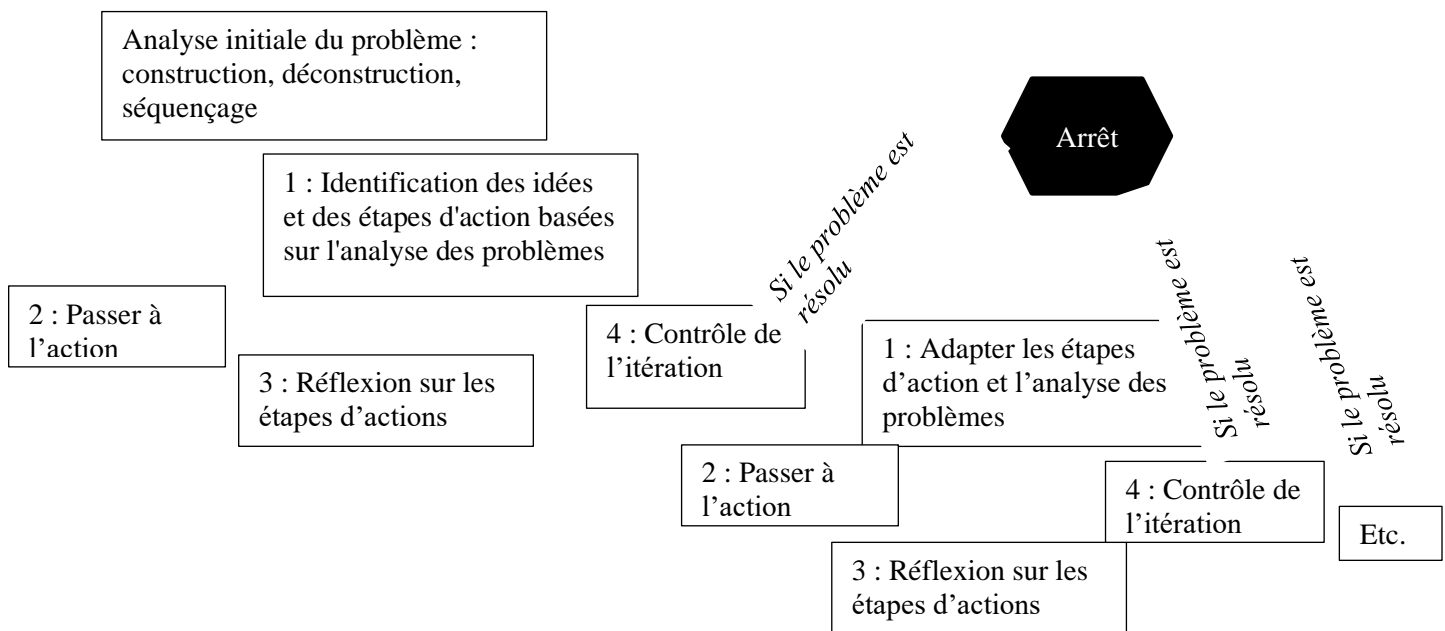 Analyse initiale du problème :
construction, déconstruction,
séquençage
Arrêt
1 : Identification des idées
et des étapes d'action basées
sur l'analyse des problèmes
Si le problème est
résolu
2 : Passer à
l’action
3 : Réflexion sur les
étapes d’actions
4 : Contrôle de
l’itération
1 : Adapter les étapes
d’action et l’analyse des
problèmes
Si le problème est
résolu
Si le problème est
résolu
2 : Passer à
l’action
3 : Réflexion sur les
étapes d’actions
4 : Contrôle de
l’itération
Etc.